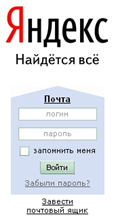 Яндекс
Найдётся всё
Почта
логин
пароль
запомнить меня
Войти
Забыли пароль?
Завести
почтовый ящик